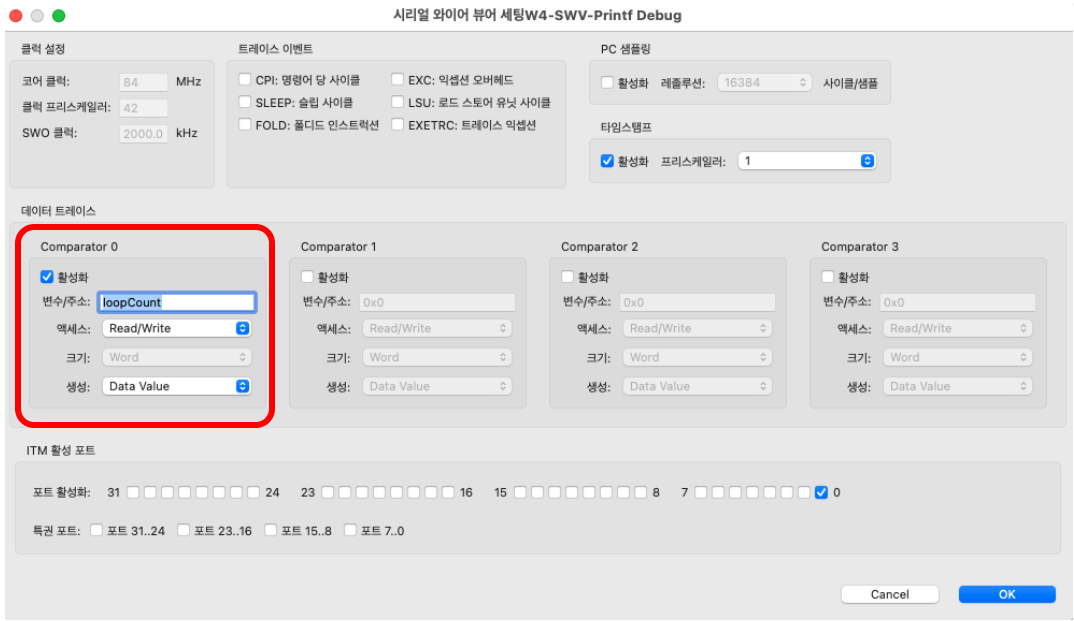 시리얼 와이어 뷰어 세팅W4-SWV-Printf Debug
클럭 설정
코어 클럭: 84 MHz
클럭 프리스케일러: 42
SWO 클럭: 2000.0 kHz
트레이스 이벤트
CPI: 명령어 당 사이클 EXC: 익셉션 오버헤드
SLEEP: 슬립 사이클 LSU: 로드 스토어 유닛 사이클
FOLD: 폴디드 인스트럭션 EXETRC: 트레이스 익셉션
PC 샘플링
활성화 레졸루션: 16384 사이클/샘플
타임스탬프
활성화 프리스케일러: 1
데이터 트레이스
Comparator 0
활성화
변수/주소: loopCount
액세스: Read/Write
크기: Word
생성: Data Value
Comparator 1
활성화
변수/주소: 0x0
액세스: Read/Write
크기: Word
생성: Data Value
Comparator 2
활성화
변수/주소: 0x0
액세스: Read/Write
크기: Word
생성: Data Value
Comparator 3
활성화
변수/주소: 0x0
액세스: Read/Write
크기: Word
생성: Data Value
ITM 활성 포트
포트 활성화: 31 24 23 16 15 8 7 0
특권 포트: 포트 31..24 포트 23..16 포트 15..8 포트 7..0
Cancel OK